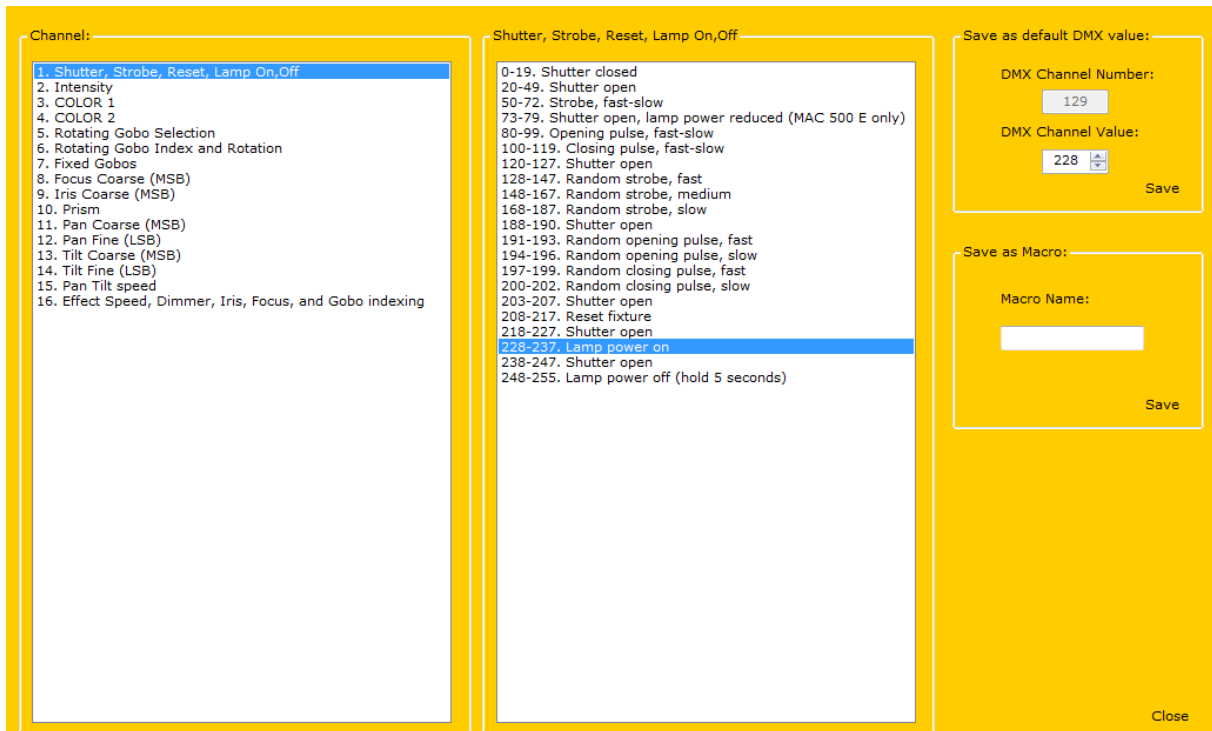 Channel:
1. Shutter, Strobe, Reset, Lamp On,Off
2. Intensity
3. COLOR 1
4. COLOR 2
5. Rotating Gobo Selection
6. Rotating Gobo Index and Rotation
7. Fixed Gobos
8. Focus Coarse (MSB)
9. Iris Coarse (MSB)
10. Prism
11. Pan Coarse (MSB)
12. Pan Fine (LSB)
13. Tilt Coarse (MSB)
14. Tilt Fine (LSB)
15. Pan Tilt speed
16. Effect Speed, Dimmer, Iris, Focus, and Gobo indexing
Shutter, Strobe, Reset, Lamp On,Off
0-19. Shutter closed
20-49. Shutter open
50-72. Strobe, fast-slow
73-79. Shutter open, lamp power reduced (MAC 500 E only)
80-99. Opening pulse, fast-slow
100-119. Closing pulse, fast-slow
120-127. Shutter open
128-147. Random strobe, fast
148-167. Random strobe, medium
168-187. Random strobe, slow
188-190. Shutter open
191-193. Random opening pulse, fast
194-196. Random opening pulse, slow
197-199. Random closing pulse, fast
200-202. Random closing pulse, slow
203-207. Shutter open
208-217. Reset fixture
218-227. Shutter open
228-237. Lamp power on
238-247. Shutter open
248-255. Lamp power off (hold 5 seconds)
Save as default DMX value:
DMX Channel Number:
129
DMX Channel Value:
228
Save
Save as Macro:
Macro Name:
Save
Close